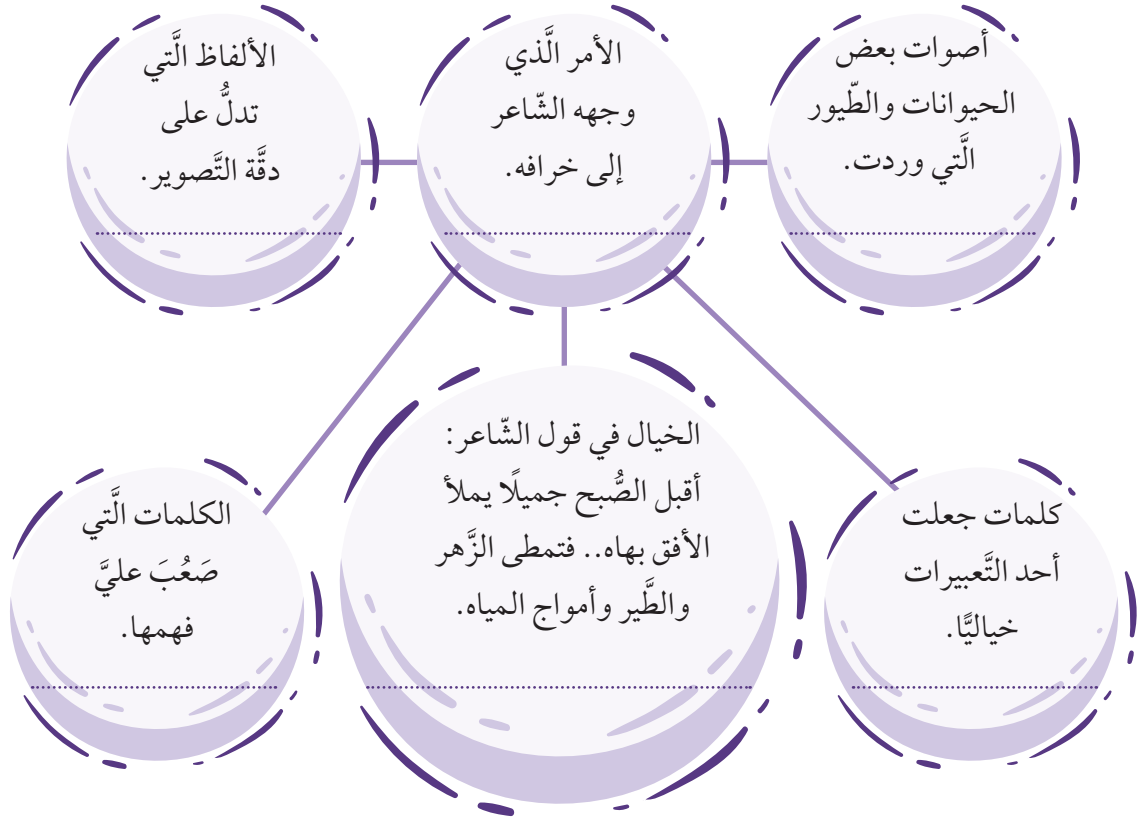 أصوات بعض
الحيوانات والطّيور
الَّتي وردت.
الأمر الَّذي
وجهه الشّاعر
إلى خرافه.
الألفاظ الَّتي
تدلُّ على
دقَّة التَّصوير.
كلمات جعلت
أحد التَّعبيرات
خياليًّا.
الخيال في قول الشّاعر:
أقبل الصُّبح جميلًا يملأ
الأفق بهاه.. فتمطى الزَّهر
والطَّير وأمواج المياه.
الكلمات الَّتي
صَعُبَ عليَّ
فهمها.